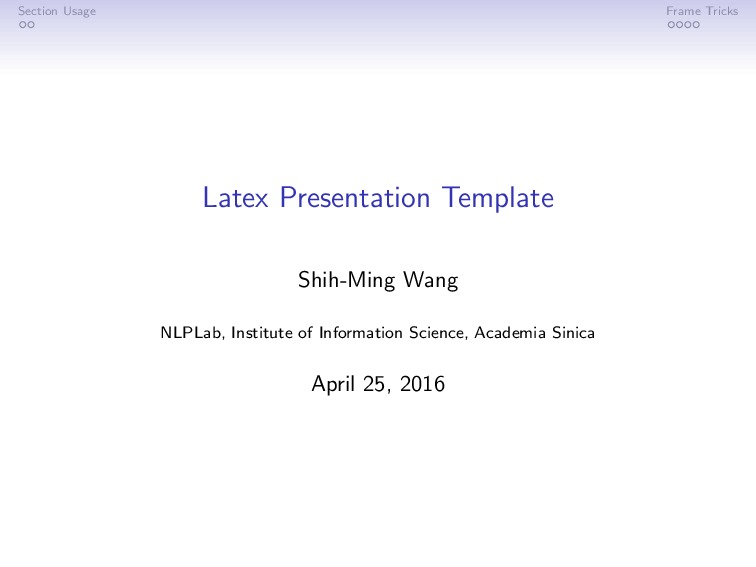 Section Usage
Frame Tricks
Latex Presentation Template
Shih-Ming Wang
NLPLab, Institute of Information Science, Academia Sinica
April 25, 2016